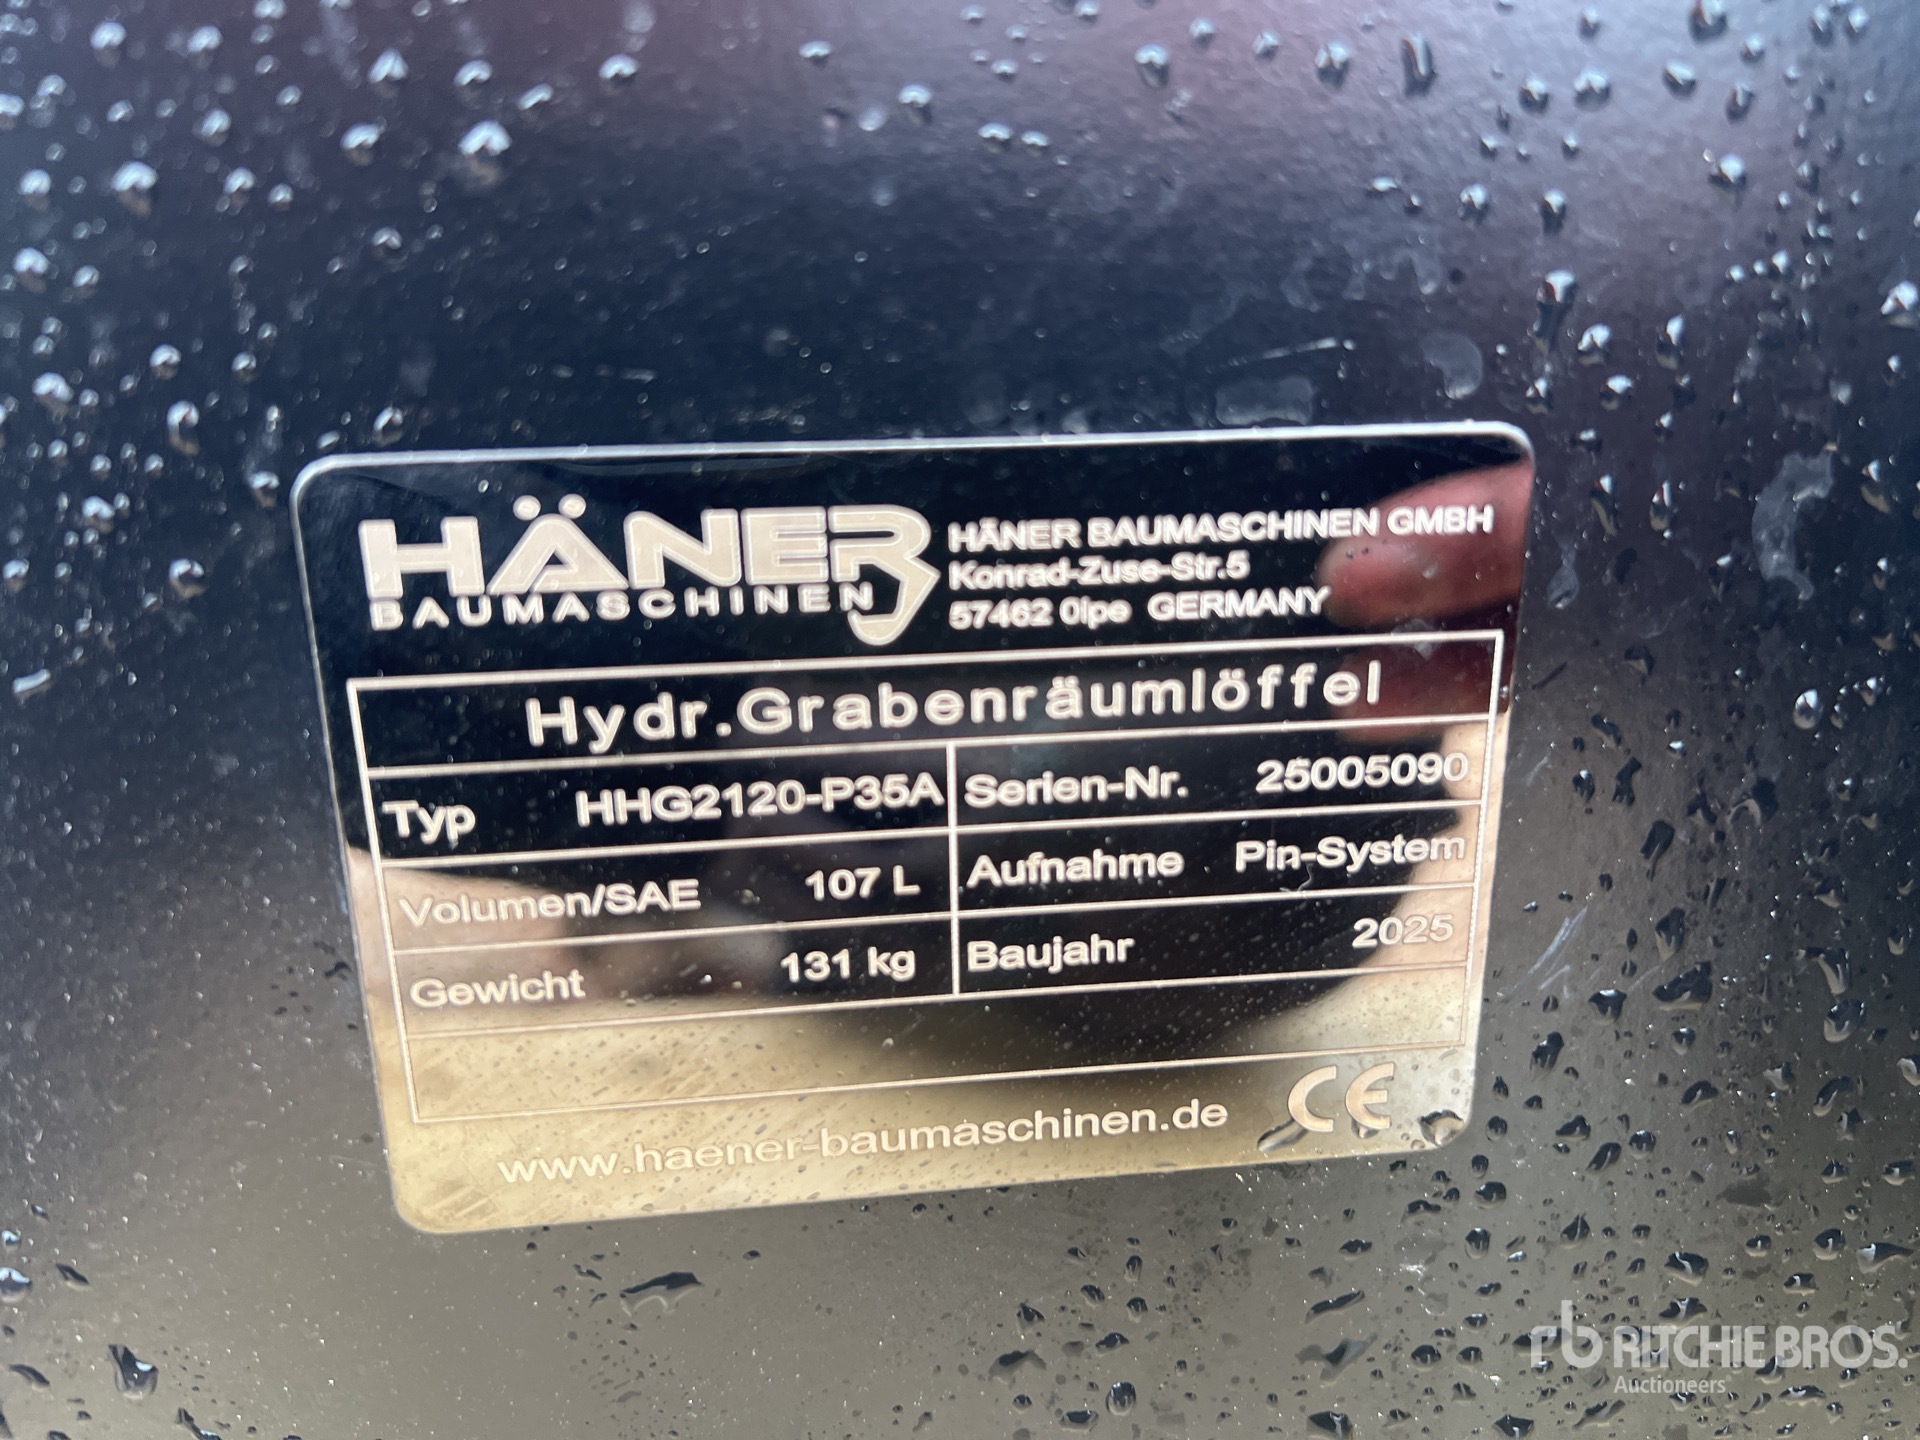 HÄNER
BAUMASCHINEN
HÄNER BAUMASCHINEN GMBH
Konrad-Zuse-Str.5
57462 Olpe GERMANY
Hydr.Grabenräumlöffel
Typ HHG2120-P35A
Serien-Nr. 25005090
Volumen/SAE 107 L
Aufnahme Pin-System
Gewicht 131 kg
Baujahr 2025
www.haener-baumaschinen.de
CE
rb RITCHIE BROS.
Auctioneers